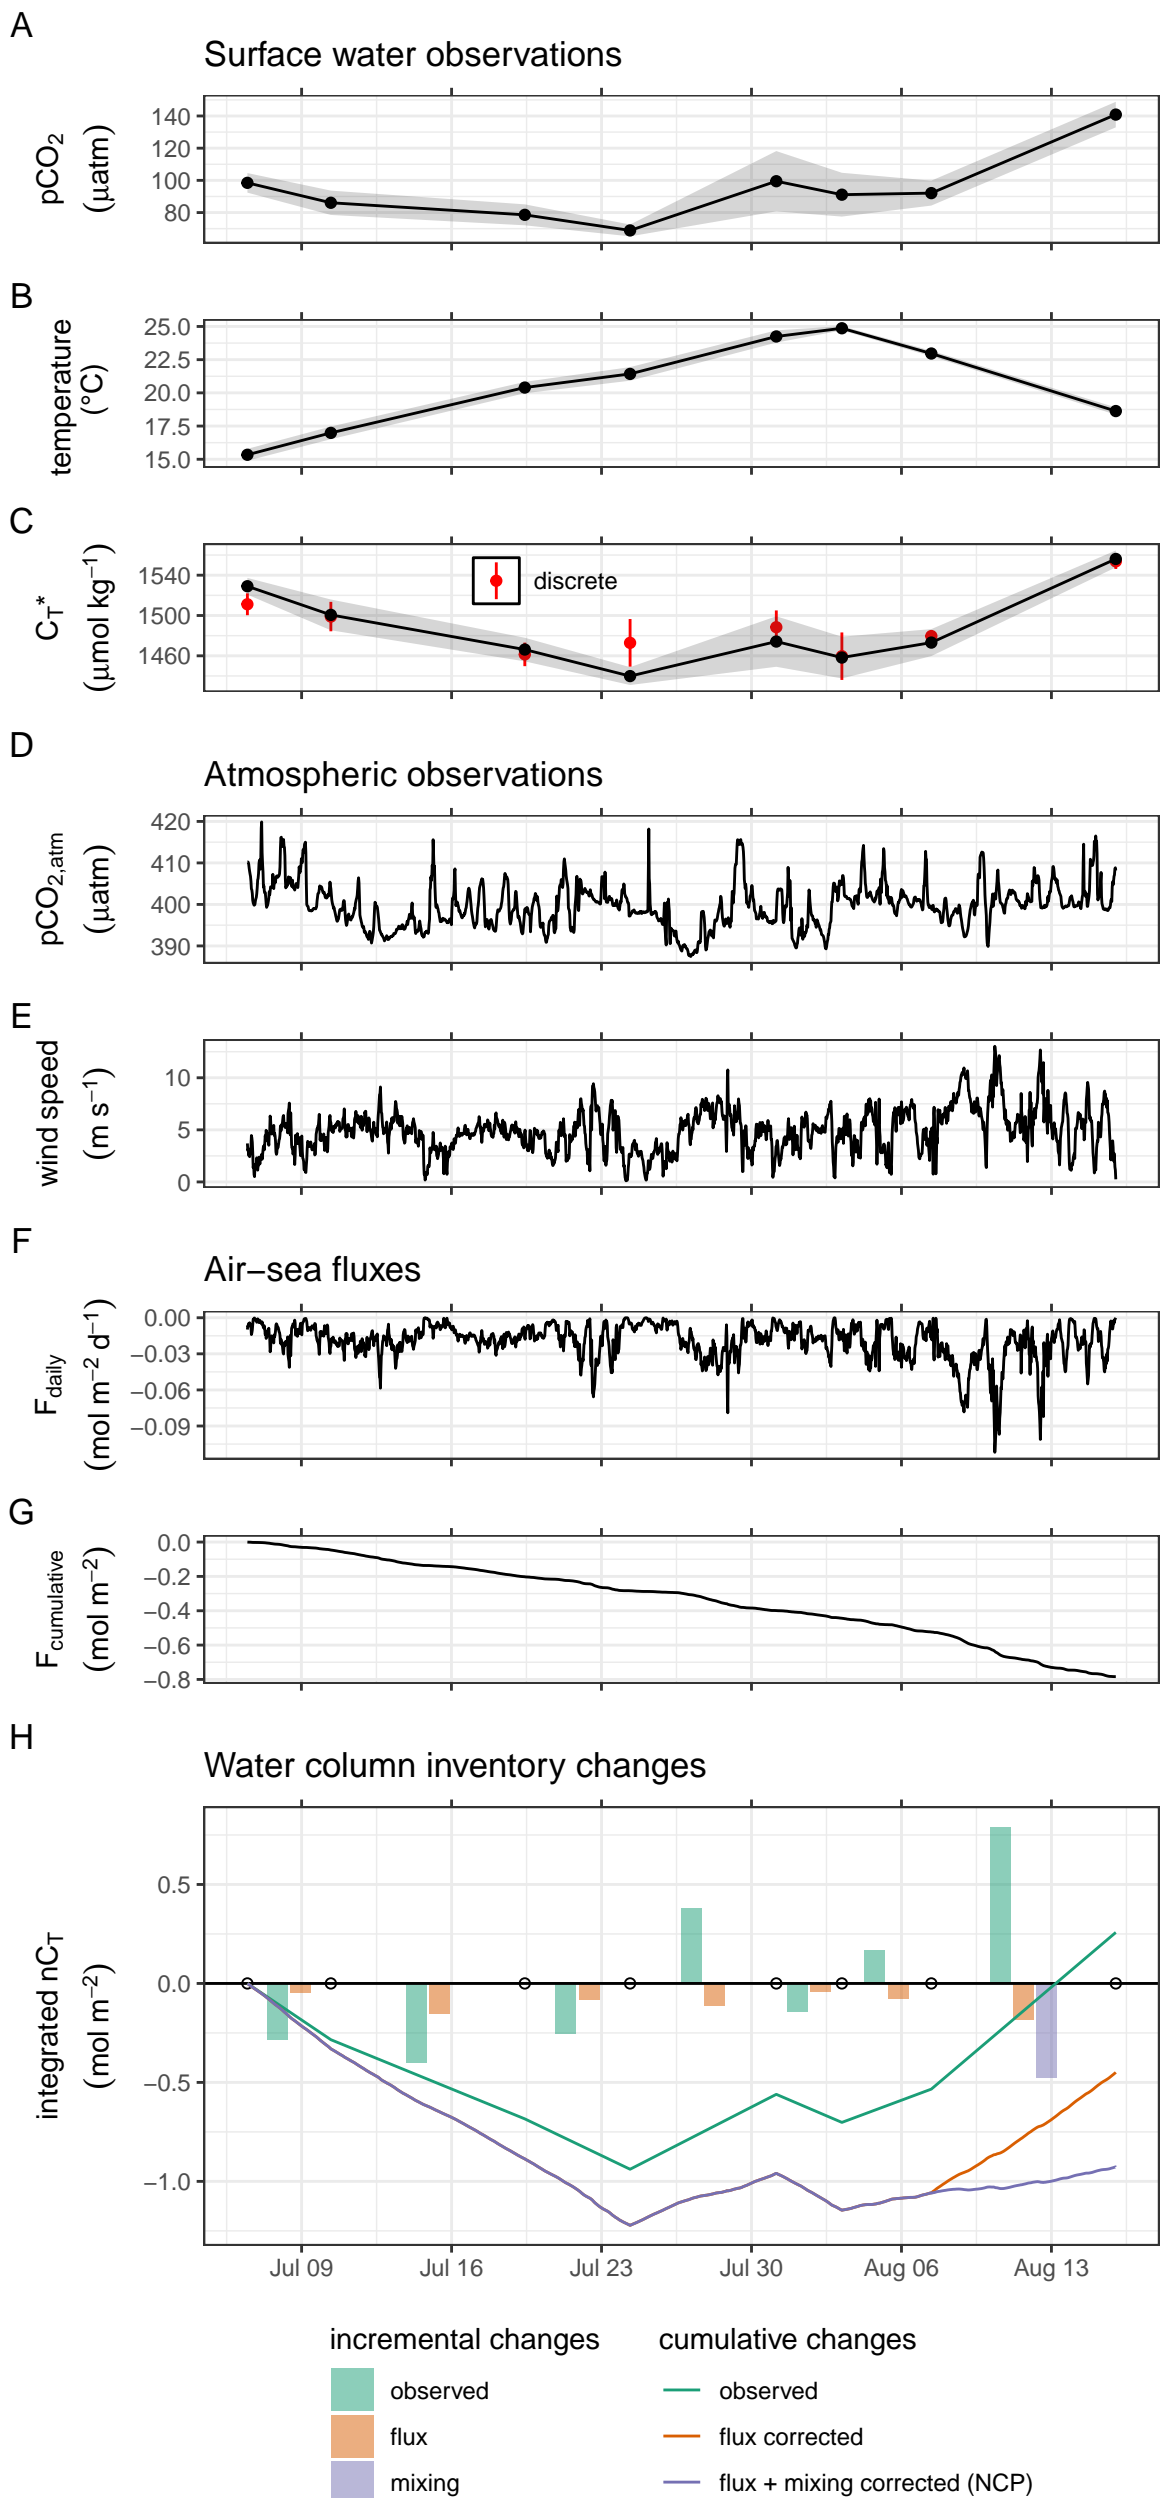 A
Surface water observations
pCO₂
(µatm)
140
120
100
80
B
temperature
(°C)
25.0
22.5
20.0
17.5
15.0
C
C_T*
(µmol kg⁻¹)
1540
1500
1460
discrete
D
Atmospheric observations
pCO₂,atm
(µatm)
420
410
400
390
E
wind speed
(m s⁻¹)
10
5
0
F
Air−sea fluxes
F_daily
(mol m⁻² d⁻¹)
0.00
−0.03
−0.06
−0.09
G
F_cumulative
(mol m⁻²)
0.0
−0.2
−0.4
−0.6
−0.8
H
Water column inventory changes
integrated nC_T
(mol m⁻²)
0.5
0.0
−0.5
−1.0
Jul 09 Jul 16 Jul 23 Jul 30 Aug 06 Aug 13
incremental changes cumulative changes
observed observed
flux flux corrected
mixing flux + mixing corrected (NCP)